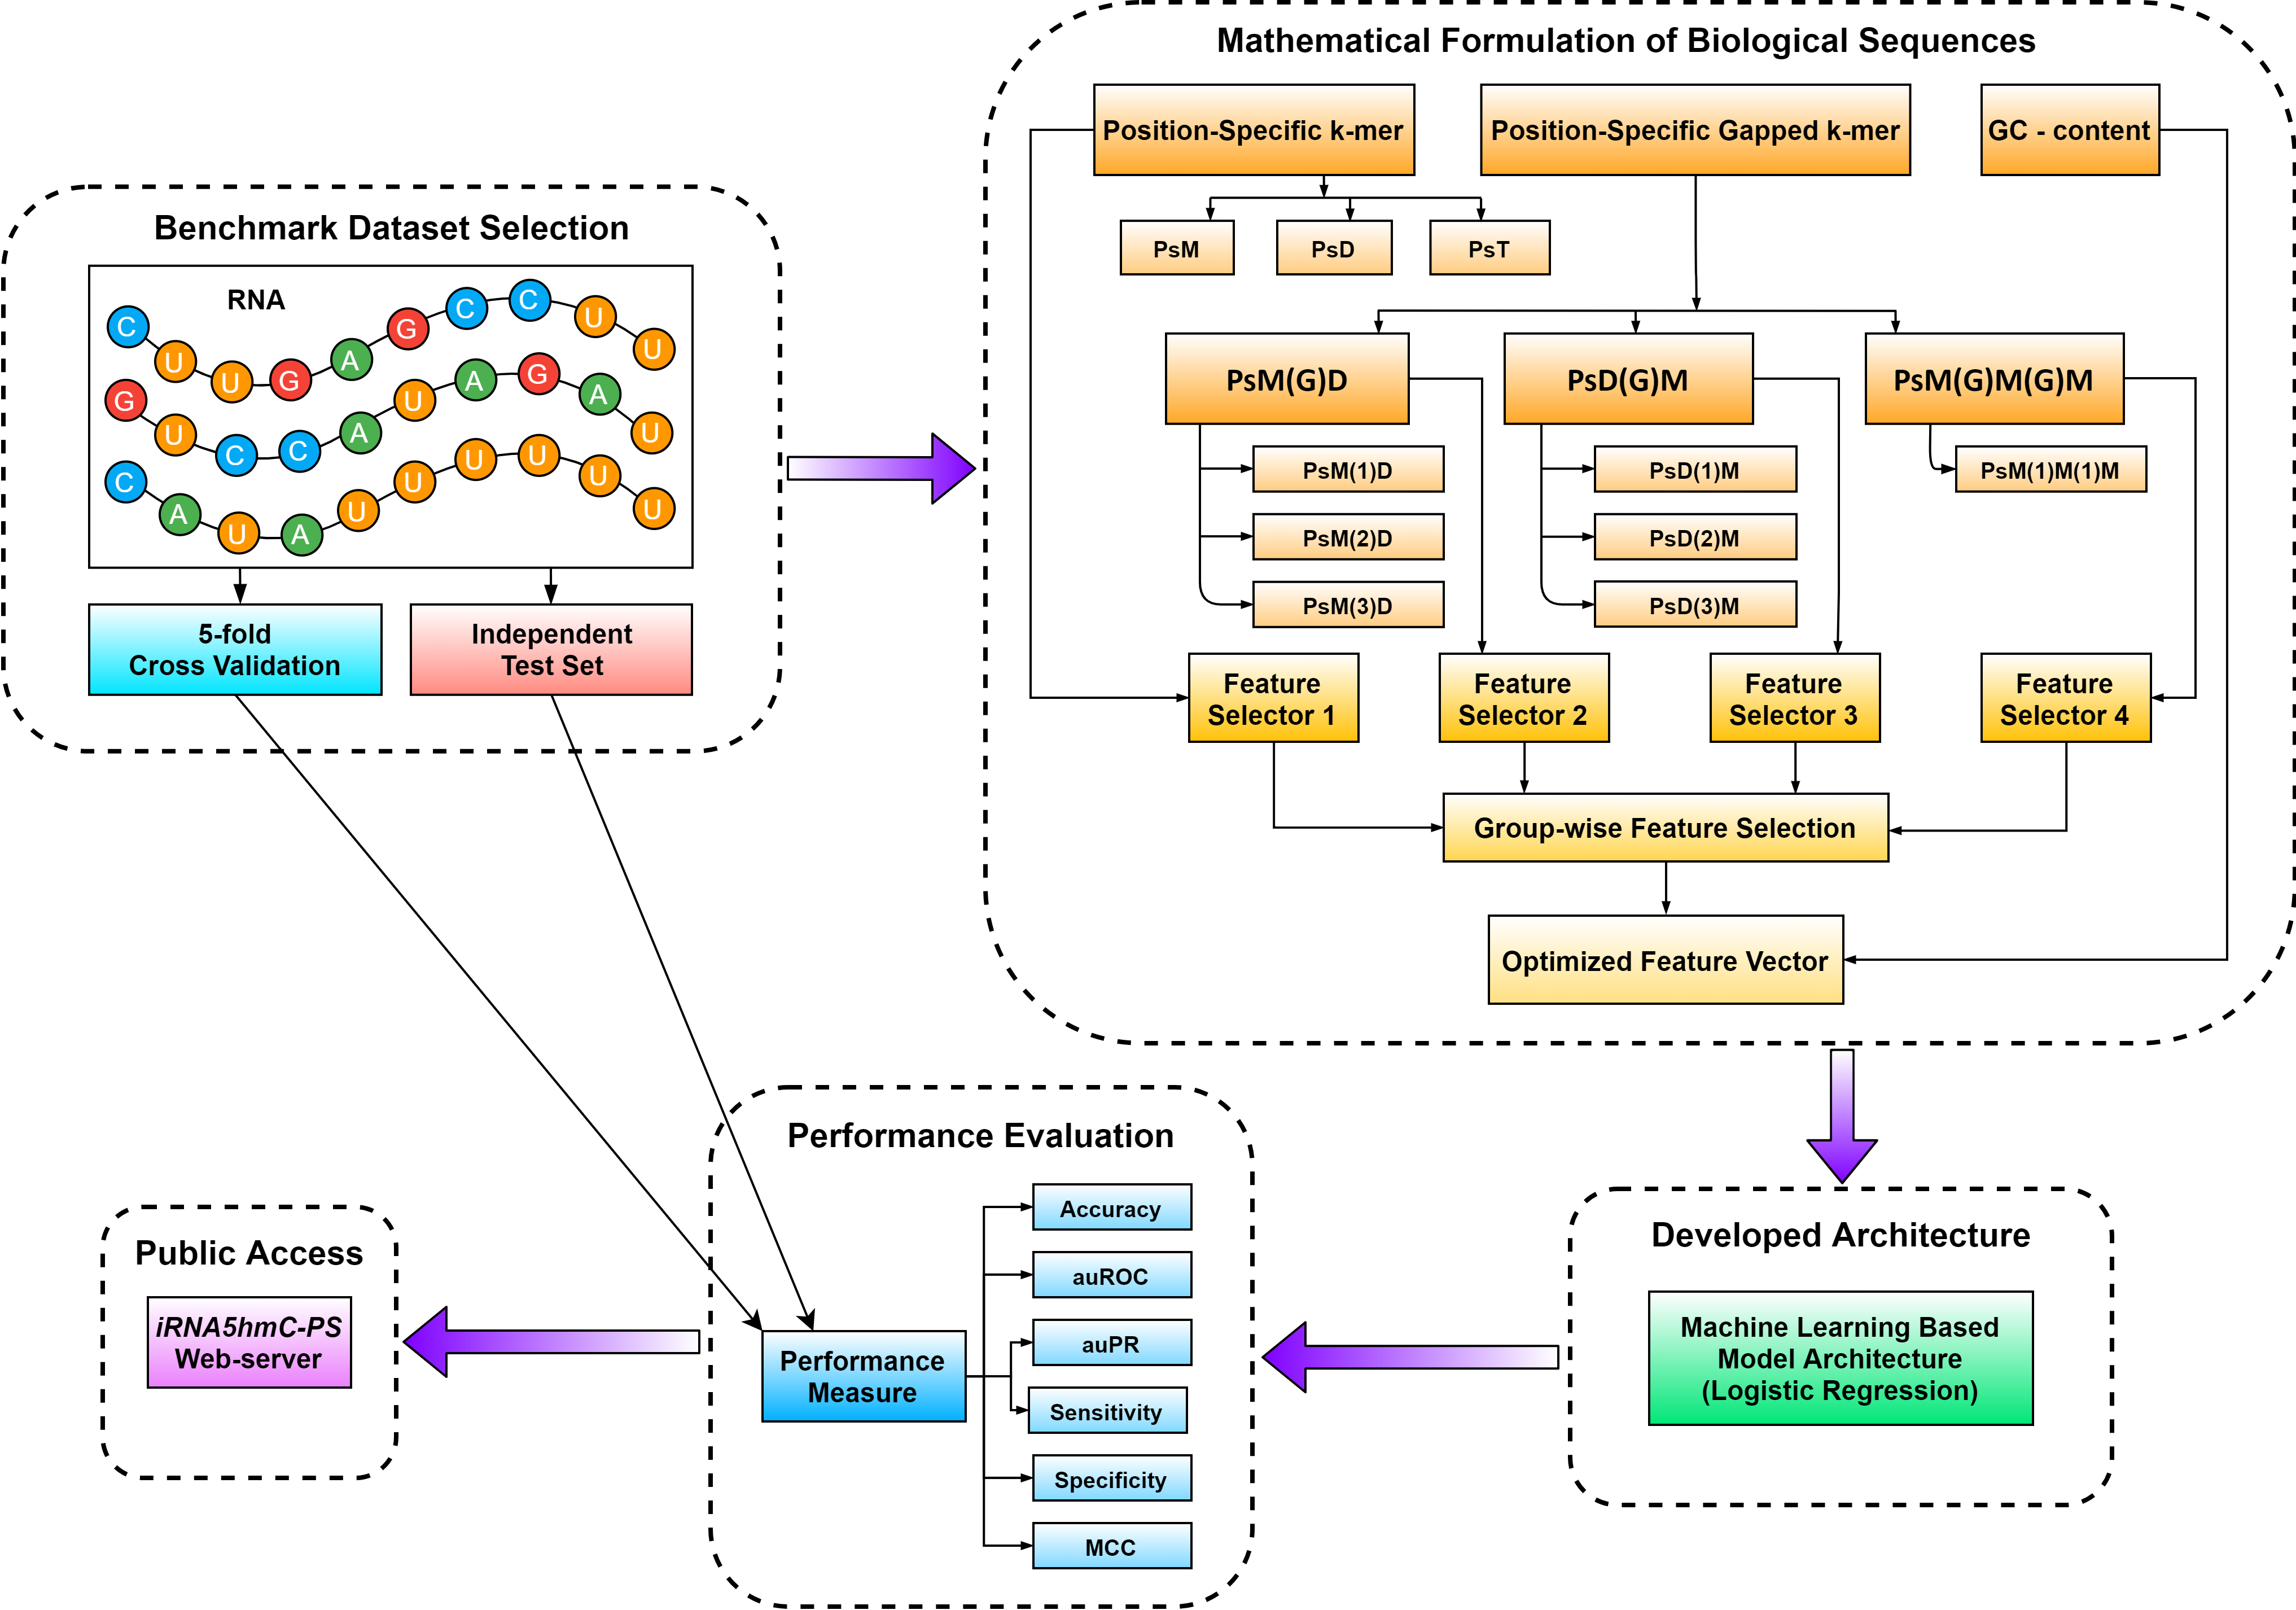 Mathematical Formulation of Biological Sequences
Position-Specific k-mer
Position-Specific Gapped k-mer
GC - content
PsM
PsD
PsT
PsM(G)D
PsD(G)M
PsM(G)M(G)M
PsM(1)D
PsD(1)M
PsM(1)M(1)M
PsM(2)D
PsD(2)M
PsM(3)D
PsD(3)M
Feature
Selector 1
Feature
Selector 2
Feature
Selector 3
Feature
Selector 4
Group-wise Feature Selection
Optimized Feature Vector
Benchmark Dataset Selection
RNA
C U U G A G C C U U
G U C C A U A G A U
C A U A U U U U U U
5-fold
Cross Validation
Independent
Test Set
Performance Evaluation
Performance
Measure
Accuracy
auROC
auPR
Sensitivity
Specificity
MCC
Developed Architecture
Machine Learning Based
Model Architecture
(Logistic Regression)
Public Access
iRNA5hmC-PS
Web-server